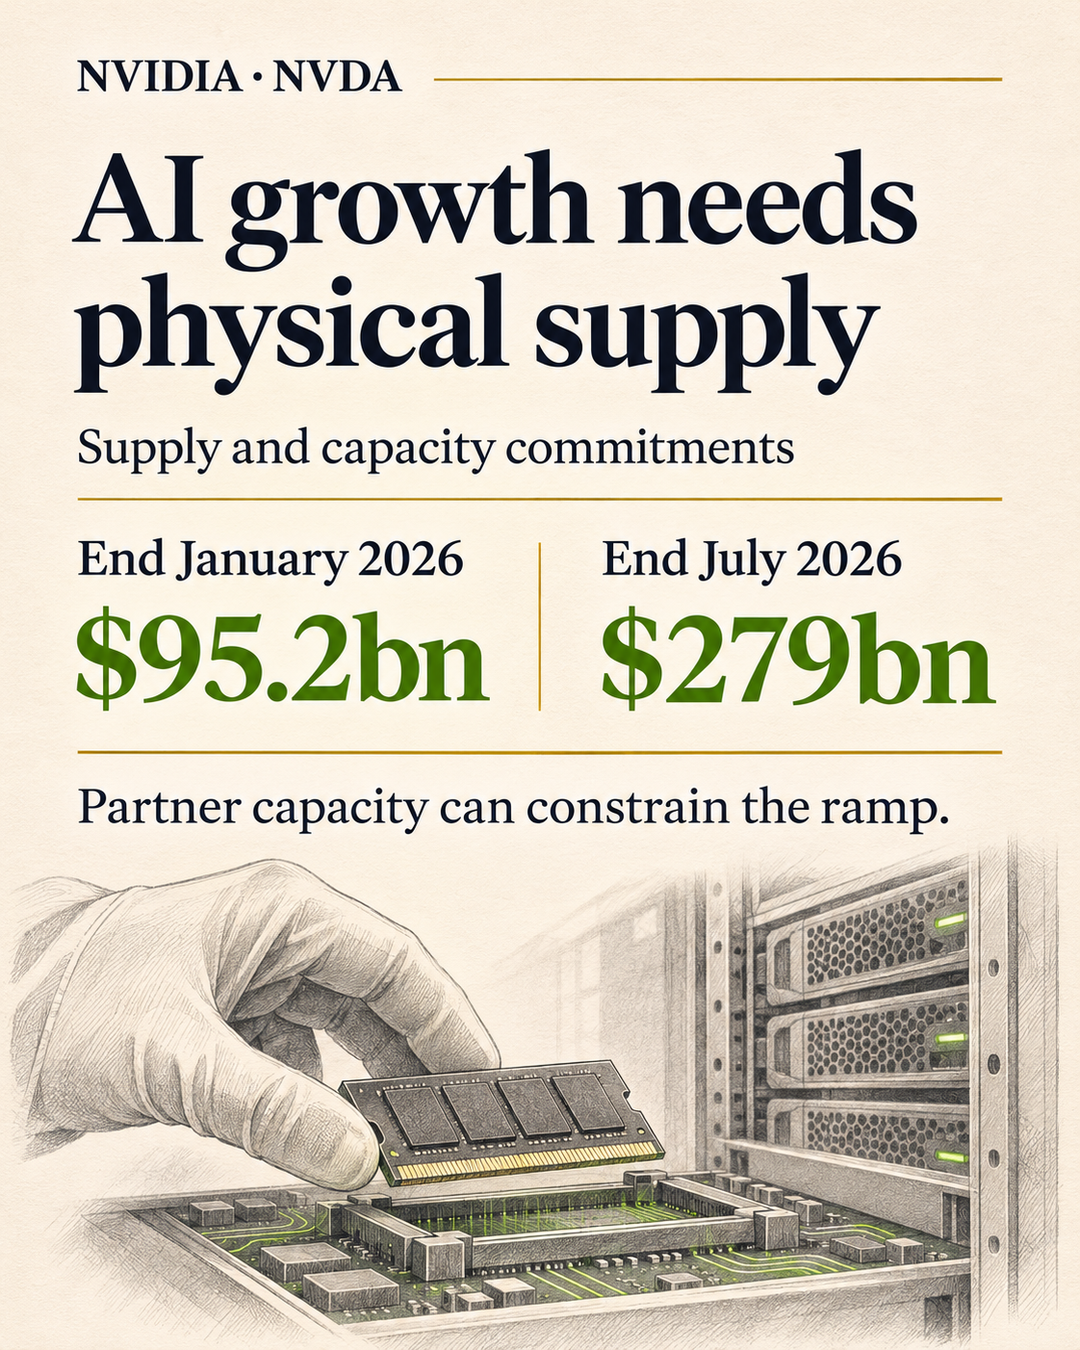 NVIDIA · NVDA
AI growth needs
physical supply
Supply and capacity commitments
End January 2026
$95.2bn
End July 2026
$279bn
Partner capacity can constrain the ramp.